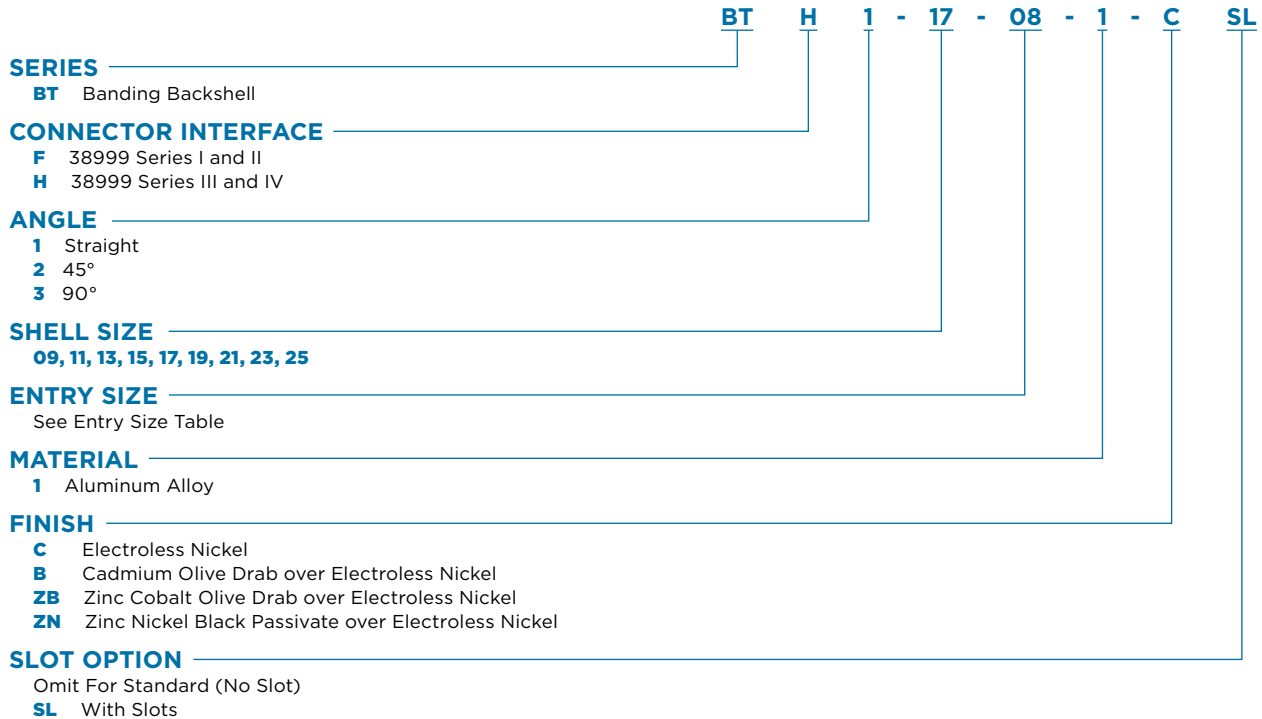 BT H 1 - 17 - 08 - 1 - C SL
SERIES
BT Banding Backshell
CONNECTOR INTERFACE
F 38999 Series I and II
H 38999 Series III and IV
ANGLE
1 Straight
2 45°
3 90°
SHELL SIZE
09, 11, 13, 15, 17, 19, 21, 23, 25
ENTRY SIZE
See Entry Size Table
MATERIAL
1 Aluminum Alloy
FINISH
C Electroless Nickel
B Cadmium Olive Drab over Electroless Nickel
ZB Zinc Cobalt Olive Drab over Electroless Nickel
ZN Zinc Nickel Black Passivate over Electroless Nickel
SLOT OPTION
Omit For Standard (No Slot)
SL With Slots